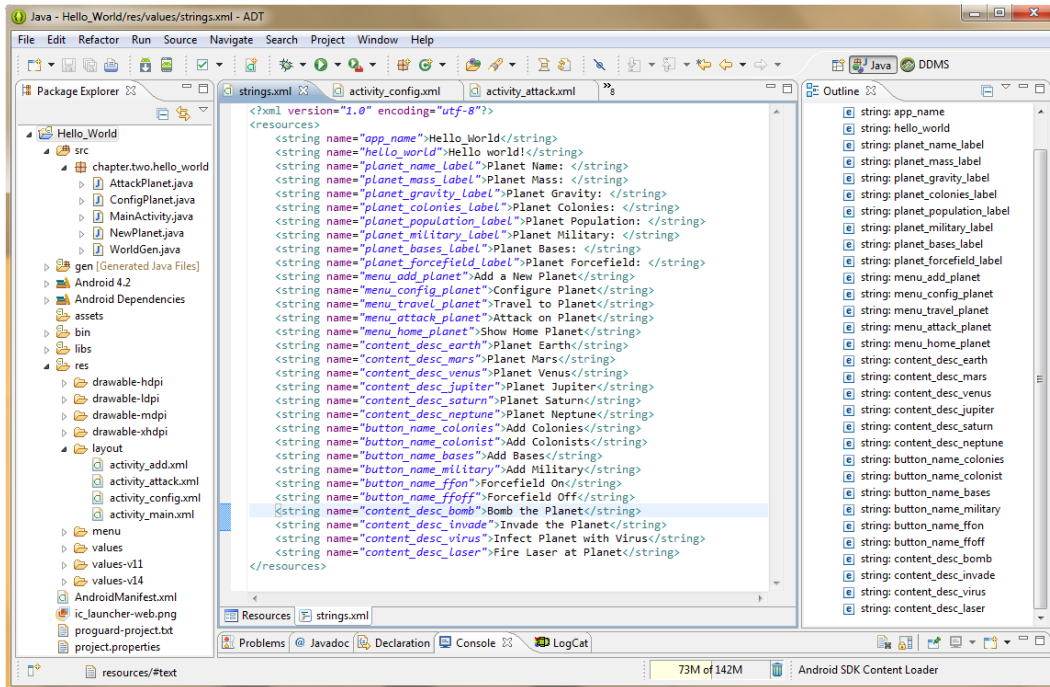 Java - Hello_World/res/values/strings.xml - ADT
File Edit Refactor Run Source Navigate Search Project Window Help
Java DDMS
Package Explorer
Hello_World
src
chapter.two.hello_world
AttackPlanet.java
ConfigPlanet.java
MainActivity.java
NewPlanet.java
WorldGen.java
gen [Generated Java Files]
Android 4.2
Android Dependencies
assets
bin
libs
res
drawable-hdpi
drawable-ldpi
drawable-mdpi
drawable-xhdpi
layout
activity_add.xml
activity_attack.xml
activity_config.xml
activity_main.xml
menu
values
values-v11
values-v14
AndroidManifest.xml
ic_launcher-web.png
proguard-project.txt
project.properties
strings.xml activity_config.xml activity_attack.xml »8
<?xml version="1.0" encoding="utf-8"?>
<resources>
<string name="app_name">Hello_World</string>
<string name="hello_world">Hello world!</string>
<string name="planet_name_label">Planet Name: </string>
<string name="planet_mass_label">Planet Mass: </string>
<string name="planet_gravity_label">Planet Gravity: </string>
<string name="planet_colonies_label">Planet Colonies: </string>
<string name="planet_population_label">Planet Population: </string>
<string name="planet_military_label">Planet Military: </string>
<string name="planet_bases_label">Planet Bases: </string>
<string name="planet_forcefield_label">Planet Forcefield: </string>
<string name="menu_add_planet">Add a New Planet</string>
<string name="menu_config_planet">Configure Planet</string>
<string name="menu_travel_planet">Travel to Planet</string>
<string name="menu_attack_planet">Attack on Planet</string>
<string name="menu_home_planet">Show Home Planet</string>
<string name="content_desc_earth">Planet Earth</string>
<string name="content_desc_mars">Planet Mars</string>
<string name="content_desc_venus">Planet Venus</string>
<string name="content_desc_jupiter">Planet Jupiter</string>
<string name="content_desc_saturn">Planet Saturn</string>
<string name="content_desc_neptune">Planet Neptune</string>
<string name="button_name_colonies">Add Colonies</string>
<string name="button_name_colonist">Add Colonists</string>
<string name="button_name_bases">Add Bases</string>
<string name="button_name_military">Add Military</string>
<string name="button_name_ffon">Forcefield On</string>
<string name="button_name_ffoff">Forcefield Off</string>
<string name="content_desc_bomb">Bomb the Planet</string>
<string name="content_desc_invade">Invade the Planet</string>
<string name="content_desc_virus">Infect Planet with Virus</string>
<string name="content_desc_laser">Fire Laser at Planet</string>
</resources>
Resources strings.xml
Outline
string: app_name
string: hello_world
string: planet_name_label
string: planet_mass_label
string: planet_gravity_label
string: planet_colonies_label
string: planet_population_label
string: planet_military_label
string: planet_bases_label
string: planet_forcefield_label
string: menu_add_planet
string: menu_config_planet
string: menu_travel_planet
string: menu_attack_planet
string: menu_home_planet
string: content_desc_earth
string: content_desc_mars
string: content_desc_venus
string: content_desc_jupiter
string: content_desc_saturn
string: content_desc_neptune
string: button_name_colonies
string: button_name_colonist
string: button_name_bases
string: button_name_military
string: button_name_ffon
string: button_name_ffoff
string: content_desc_bomb
string: content_desc_invade
string: content_desc_virus
string: content_desc_laser
Problems Javadoc Declaration Console LogCat
resources/#text 73M of 142M Android SDK Content Loader